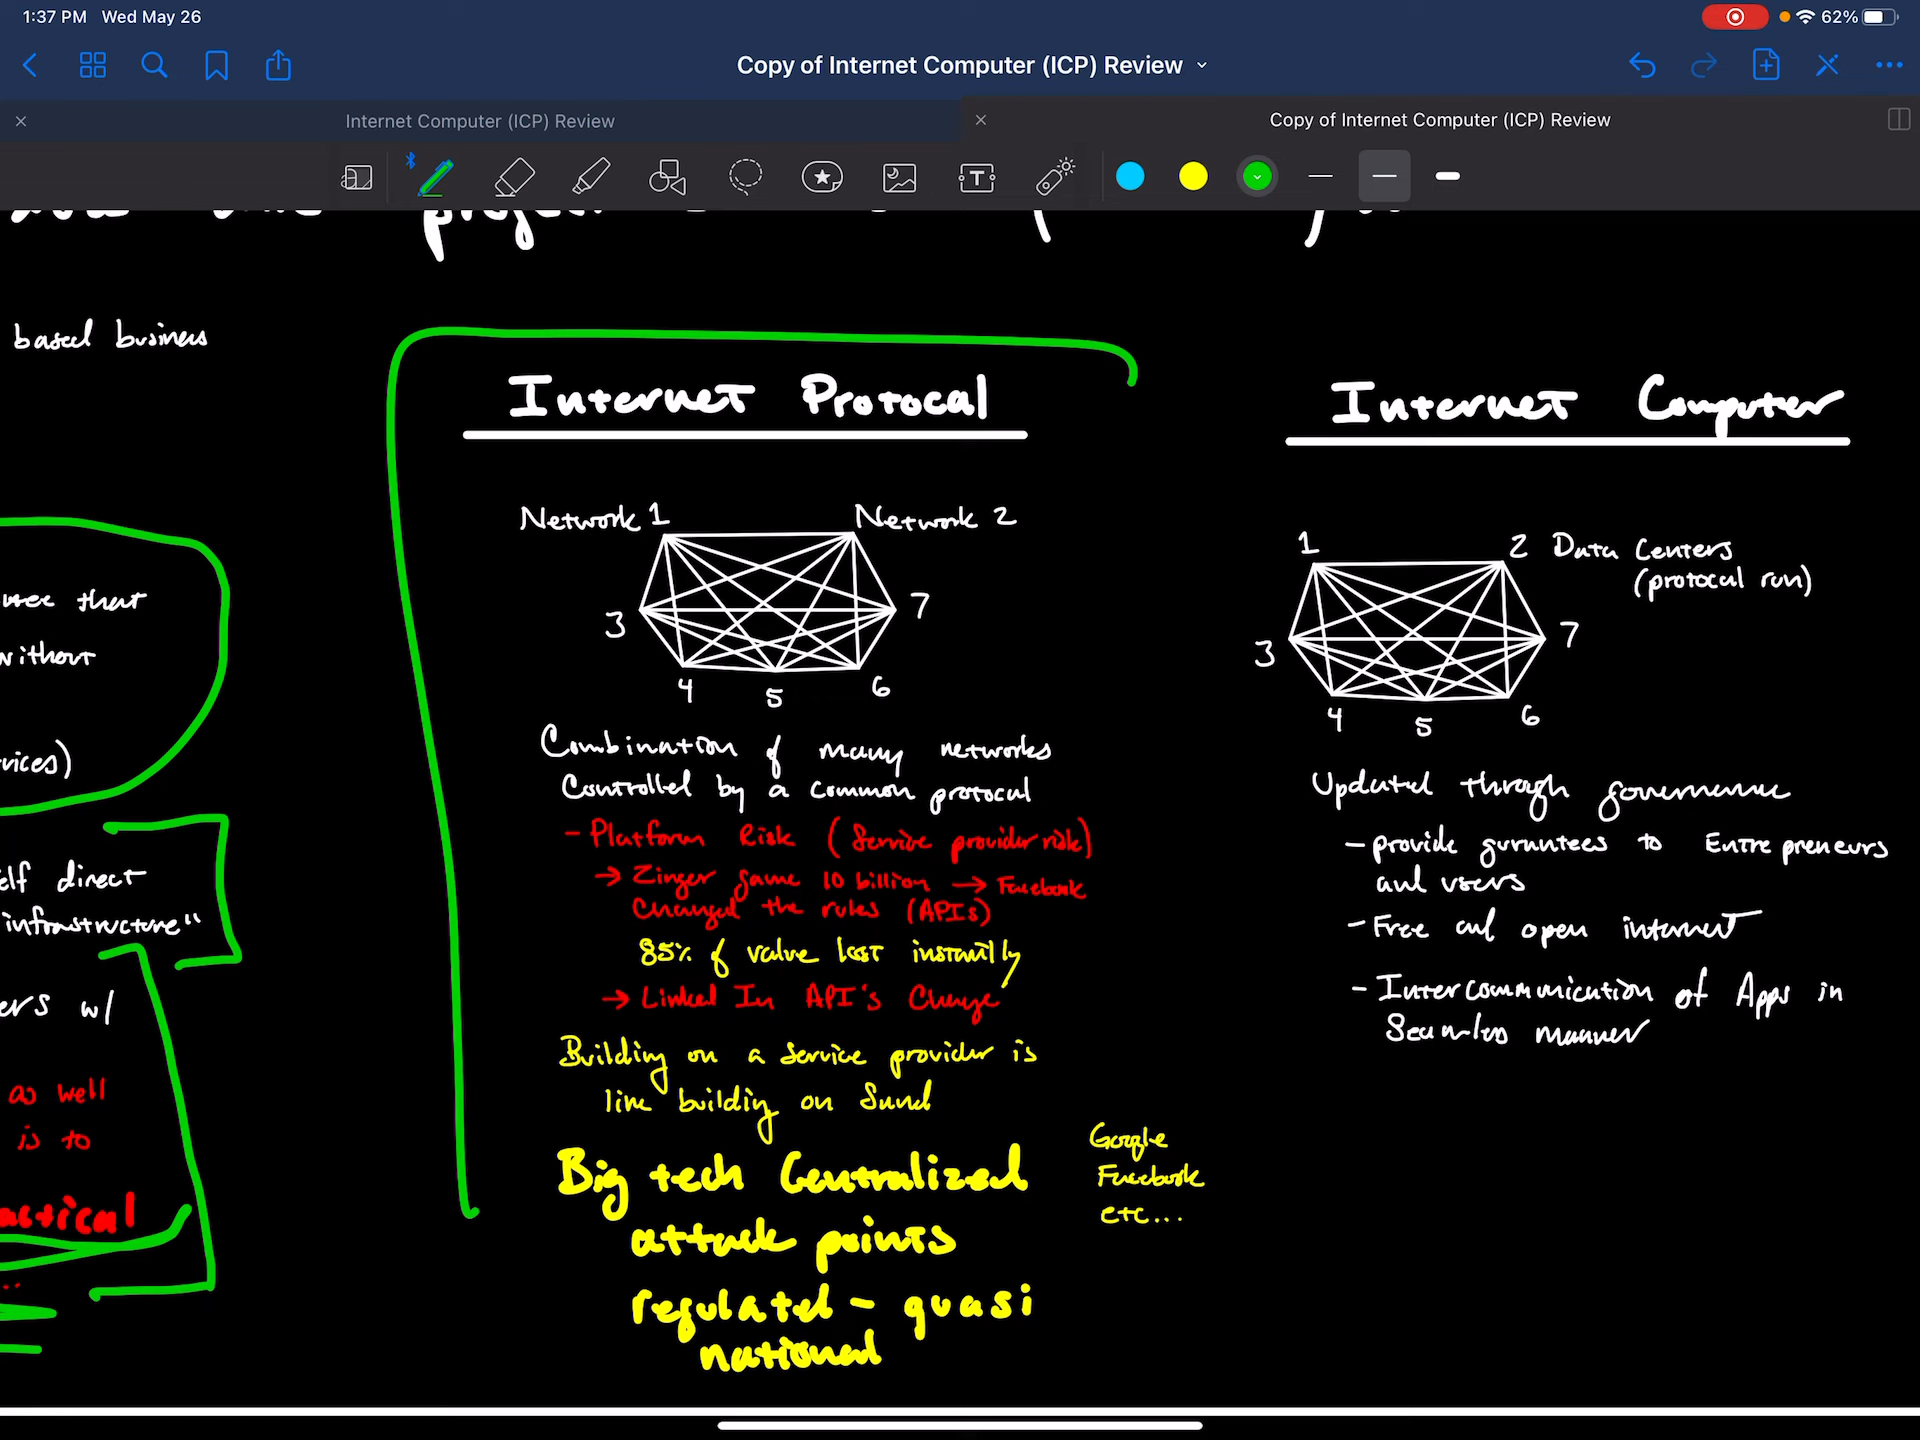 1:37 PM Wed May 26
62%
Copy of Internet Computer (ICP) Review
Internet Computer (ICP) Review
Copy of Internet Computer (ICP) Review
project
based business
that
without
vices)
elf direct
infrastructure"
ers w/
as well
is to
actical
Internet Protocal
Network 1 Network 2
3 7
4 5 6
Combination of many networks
Controlled by a common protocal
- Platform Risk (Service provider risk)
→ Zinger game 10 billion → Facebook
Changed the rules (APIs)
85% of value lost instantly
→ Linked In API's Change
Building on a service provider is
like building on Sand
Big tech Centralized
attack points
regulated - quasi
national
Google
Facebook
etc...
Internet Computer
1 2 Data Centers
(protocal run)
3 7
4 5 6
Updated through governance
- provide guruntees to Entrepreneurs
and users
- Free and open internet
- Intercommunication of Apps in
Seamless manner